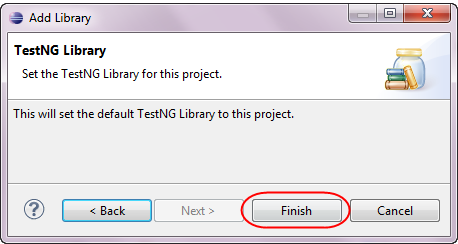 Add Library
TestNG Library
Set the TestNG Library for this project.
This will set the default TestNG Library to this project.
? < Back Next > Finish Cancel